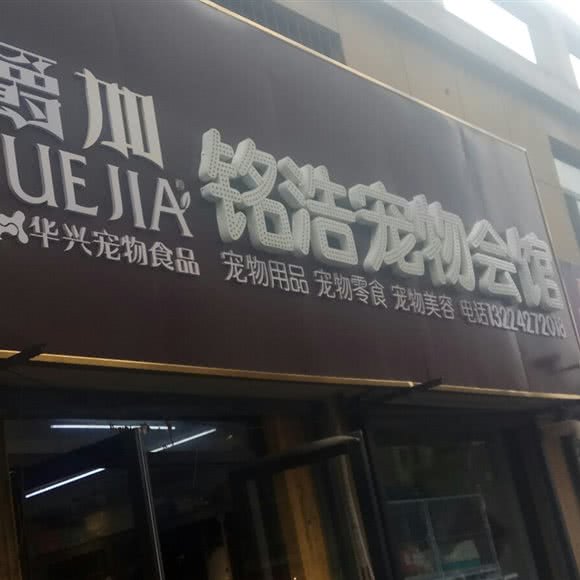 爵加
UE JIA
华兴宠物食品
铭浩宠物会馆
宠物用品 宠物零食 宠物美容 电话13224272018